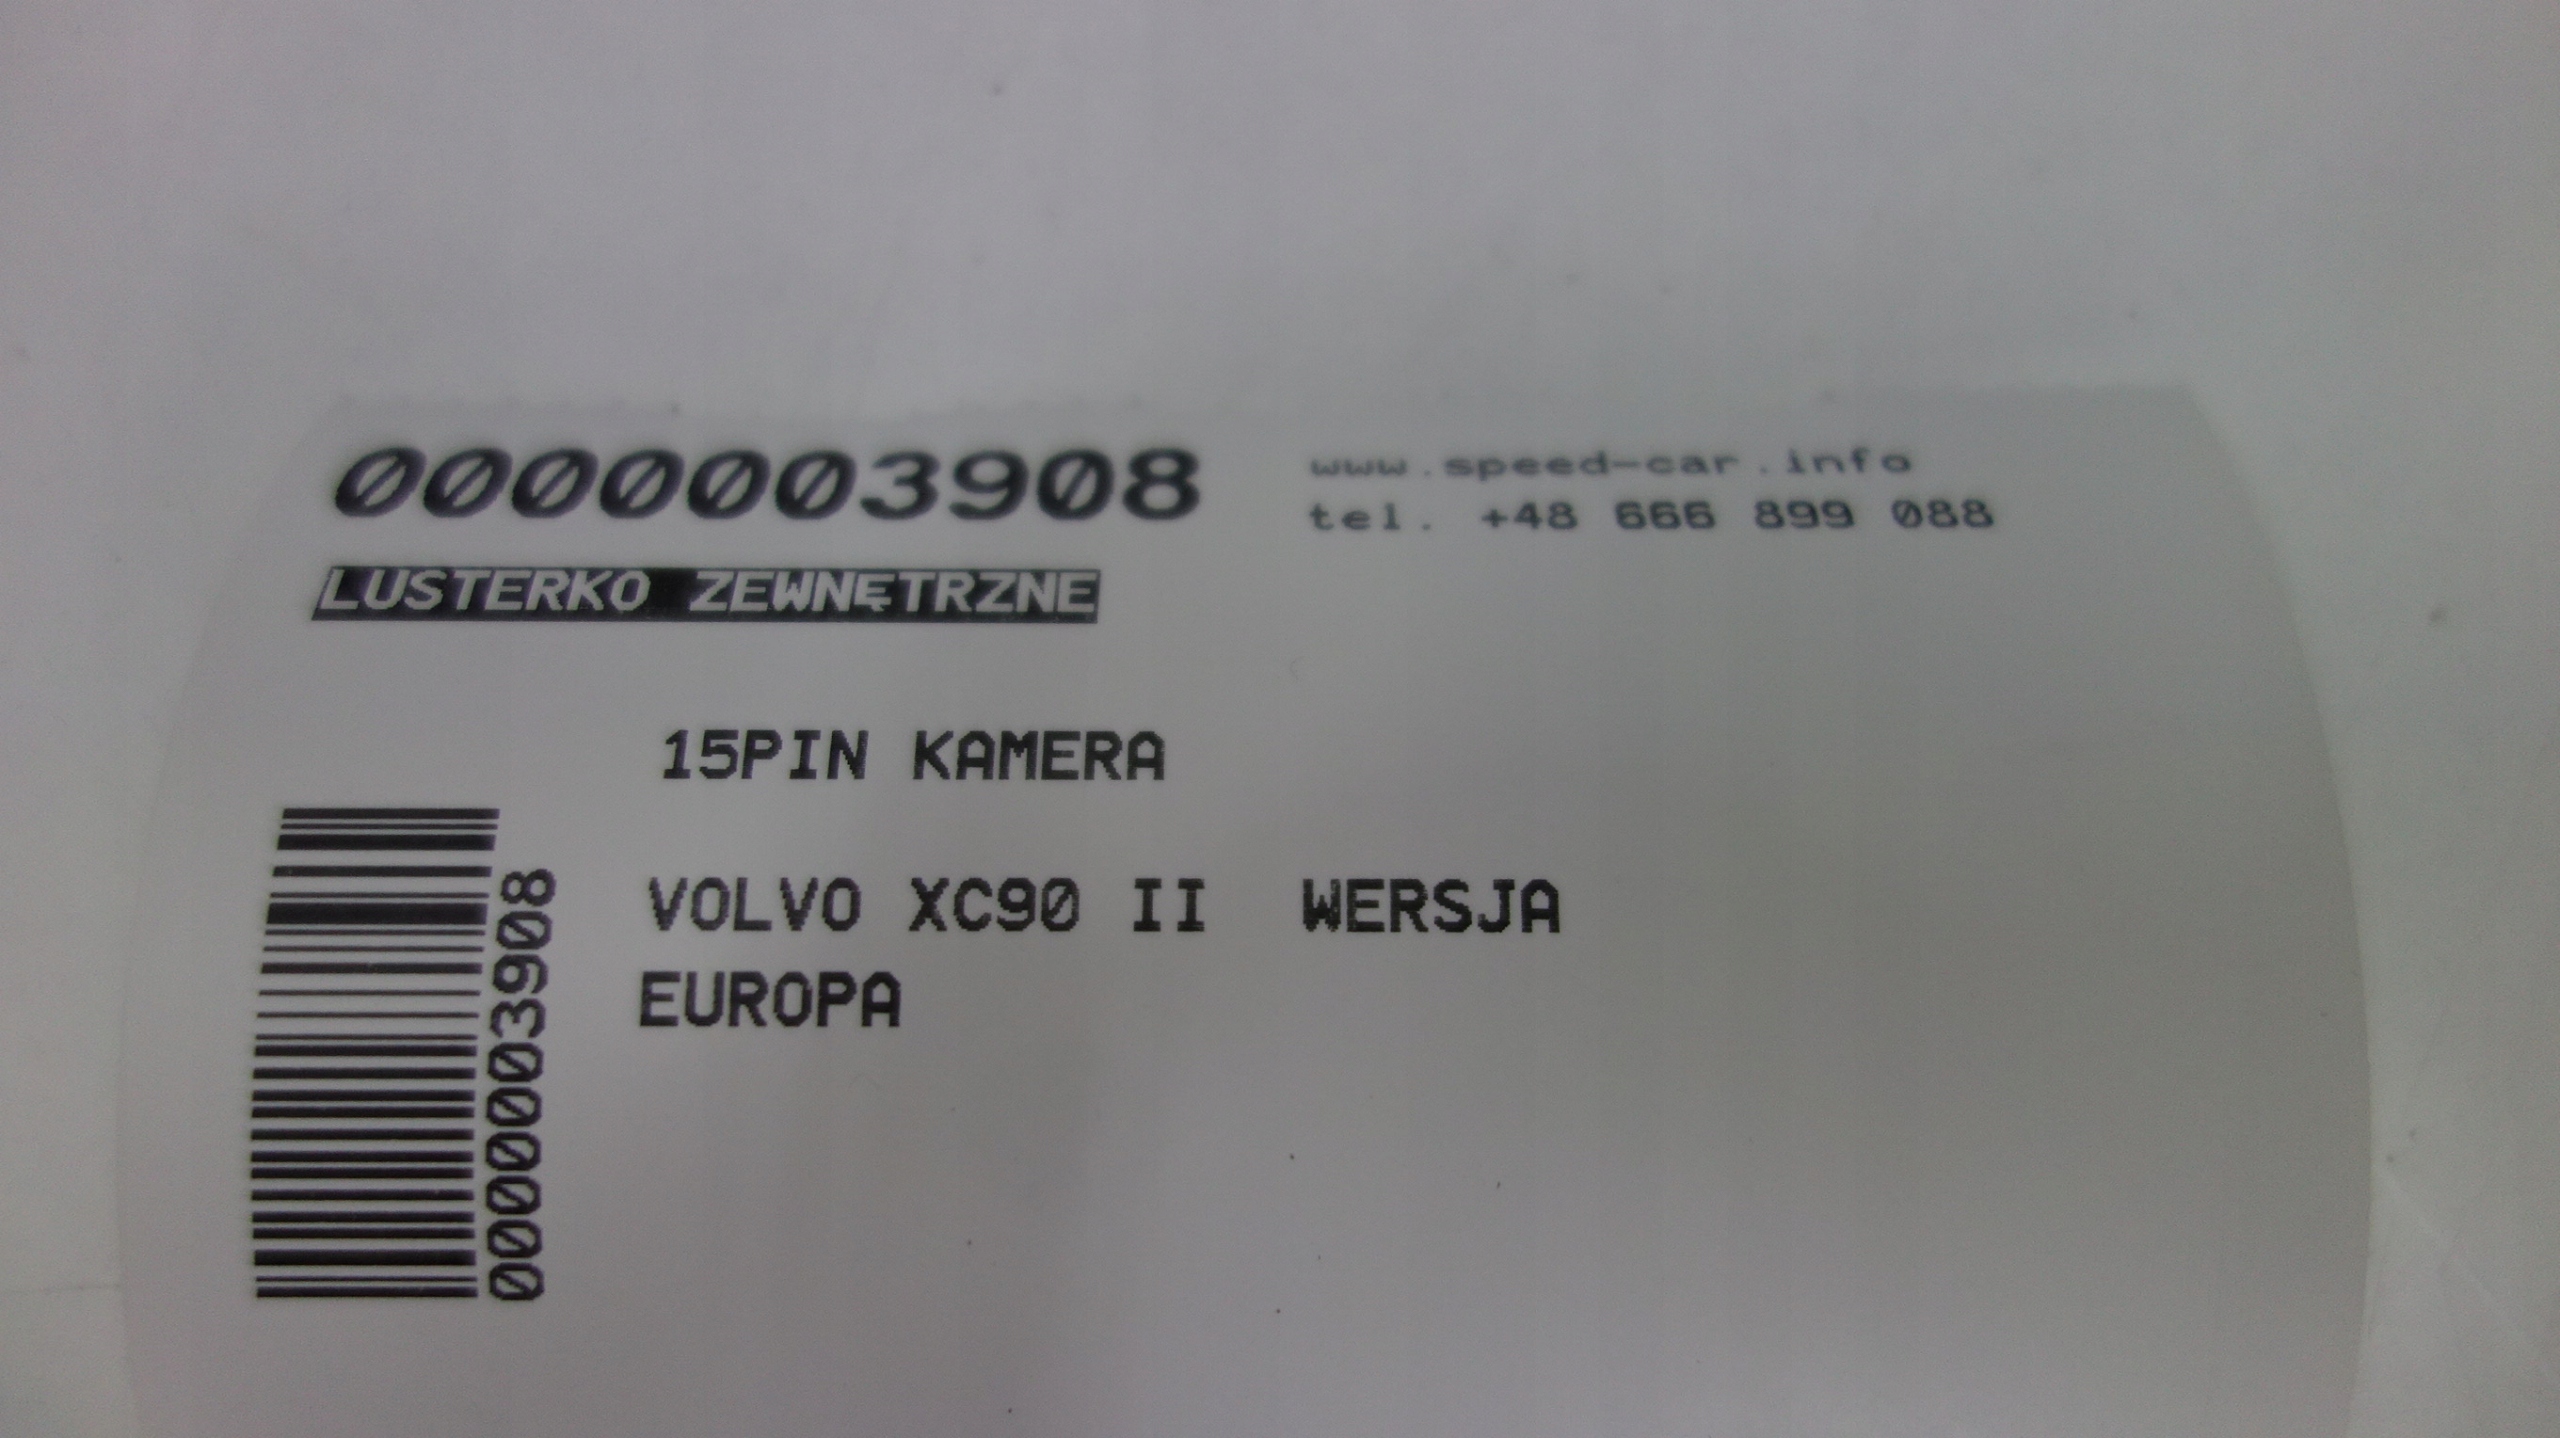 0000003908
www.speed-car.info
tel. +48 666 899 088
LUSTERKO ZEWNĘTRZNE
15PIN KAMERA
VOLVO XC90 II WERSJA
EUROPA
0000003908